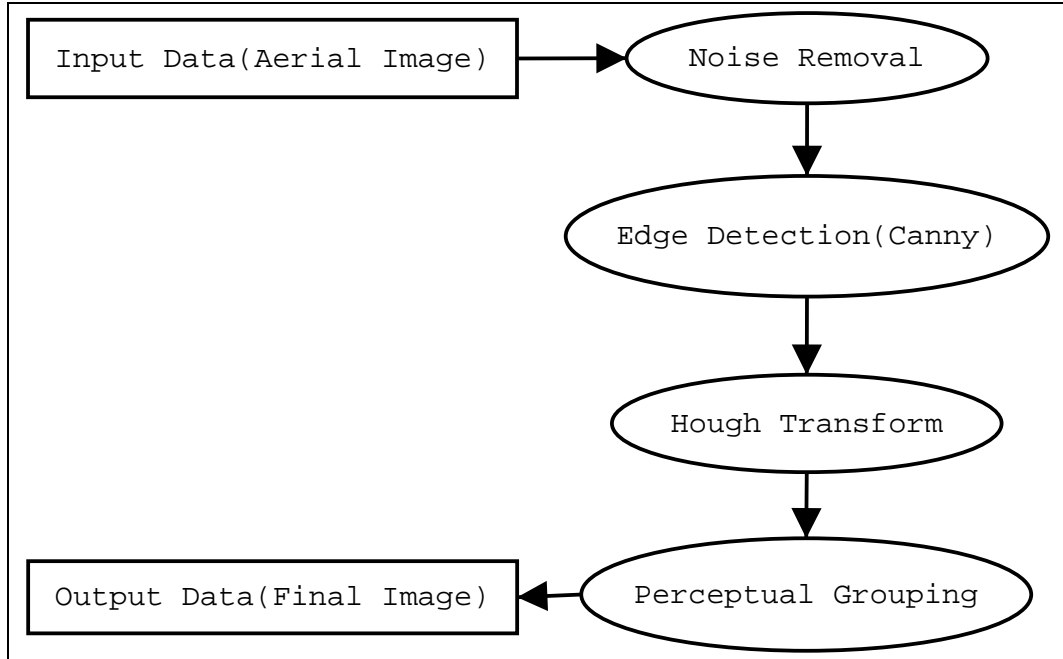 Input Data(Aerial Image)
Noise Removal
Edge Detection(Canny)
Hough Transform
Perceptual Grouping
Output Data(Final Image)